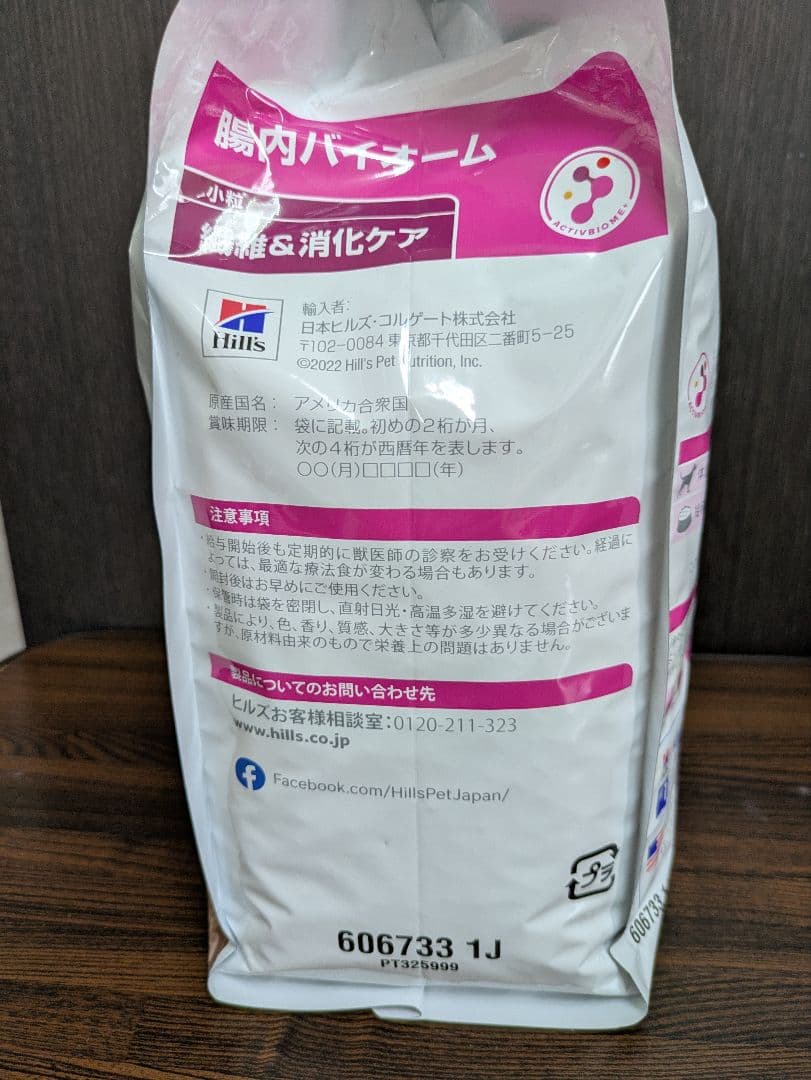 腸内バイオーム
小粒
繊維&消化ケア
ACTIVBIOME+
Hill's
輸入者:
日本ヒルズ・コルゲート株式会社
〒102-0084 東京都千代田区二番町5-25
©2022 Hill's Pet Nutrition, Inc.
原産国名: アメリカ合衆国
賞味期限: 袋に記載。初めの2桁が月、
次の4桁が西暦年を表します。
〇〇(月)□□□□(年)
注意事項
・給与開始後も定期的に獣医師の診察をお受けください。経過に
よっては、最適な療法食が変わる場合もあります。
・開封後はお早めにご使用ください。
・保管時は袋を密閉し、直射日光・高温多湿を避けてください。
・製品により、色、香り、質感、大きさ等が多少異なる場合がございま
すが、原材料由来のもので栄養上の問題はありません。
製品についてのお問い合わせ先
ヒルズお客様相談室:0120-211-323
www.hills.co.jp
Facebook.com/HillsPetJapan/
プラ
606733 1J
PT325999
606733 1